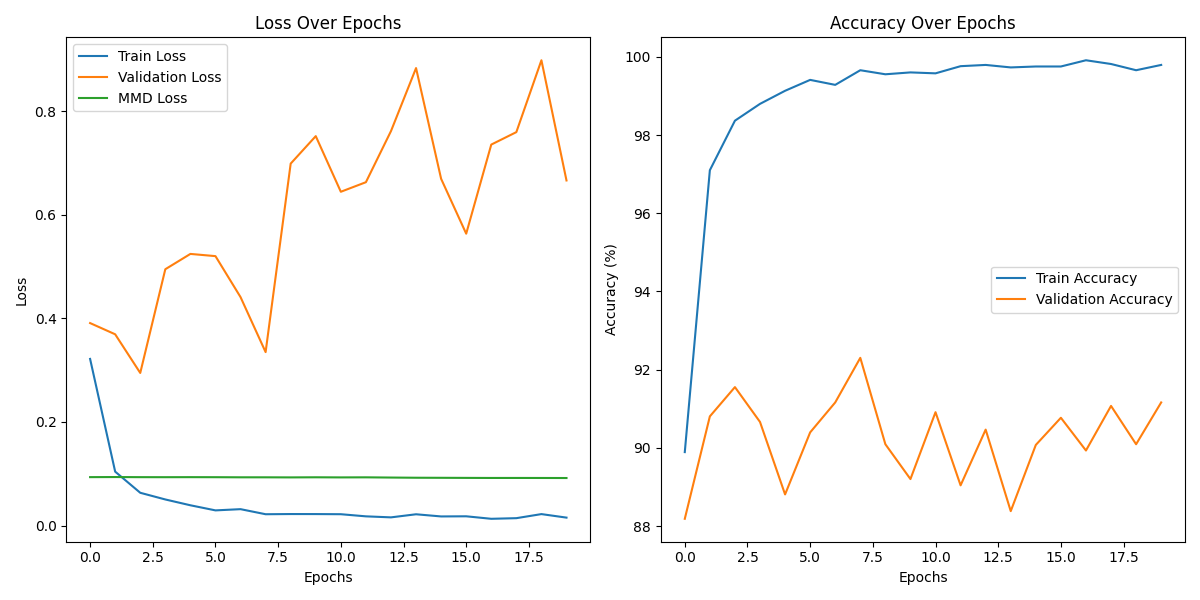 Loss Over Epochs
Train Loss
Validation Loss
MMD Loss
0.8
0.6
0.4
0.2
0.0
Loss
0.0 2.5 5.0 7.5 10.0 12.5 15.0 17.5
Epochs
Accuracy Over Epochs
100
98
96
94
92
90
88
Accuracy (%)
Train Accuracy
Validation Accuracy
0.0 2.5 5.0 7.5 10.0 12.5 15.0 17.5
Epochs